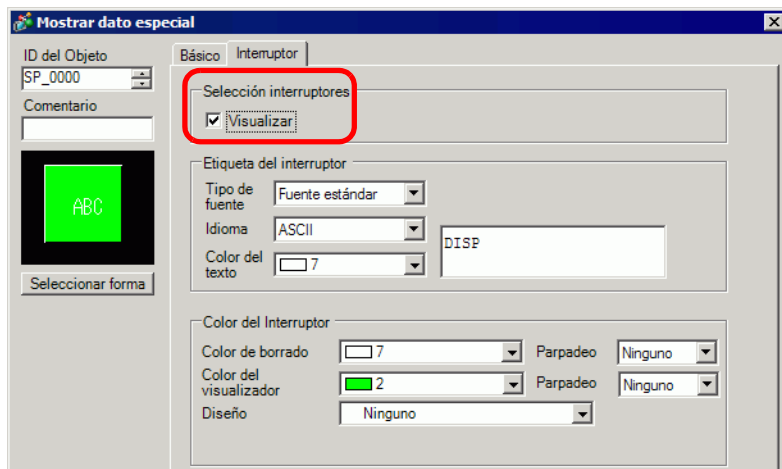 Mostrar dato especial
ID del Objeto
SP_0000
Comentario
ABC
Seleccionar forma
Básico
Interruptor
Selección interruptores
Visualizar
Etiqueta del interruptor
Tipo de
fuente
Fuente estándar
Idioma
ASCII
Color del
texto
7
DISP
Color del Interruptor
Color de borrado
7
Parpadeo
Ninguno
Color del
visualizador
2
Parpadeo
Ninguno
Diseño
Ninguno